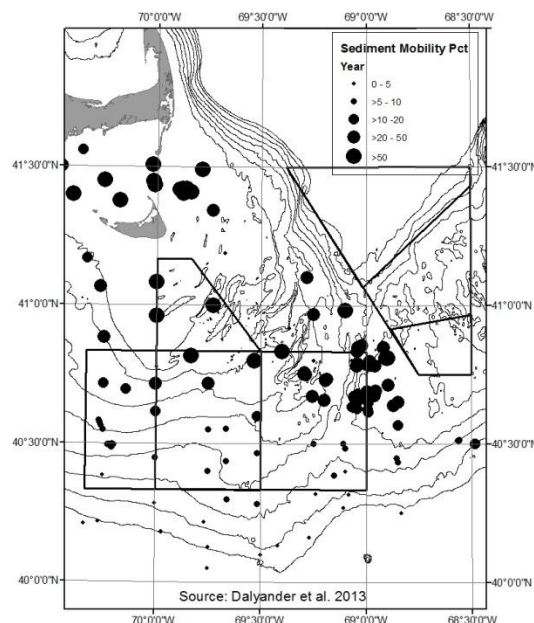 70°0'0"W 69°30'0"W 69°0'0"W 68°30'0"W
Sediment Mobility Pct
Year
0 - 5
>5 - 10
>10 -20
>20 - 50
>50
41°30'0"N 41°30'0"N
41°0'0"N 41°0'0"N
40°30'0"N 40°30'0"N
40°0'0"N 40°0'0"N
Source: Dalyander et al. 2013
70°0'0"W 69°30'0"W 69°0'0"W 68°30'0"W